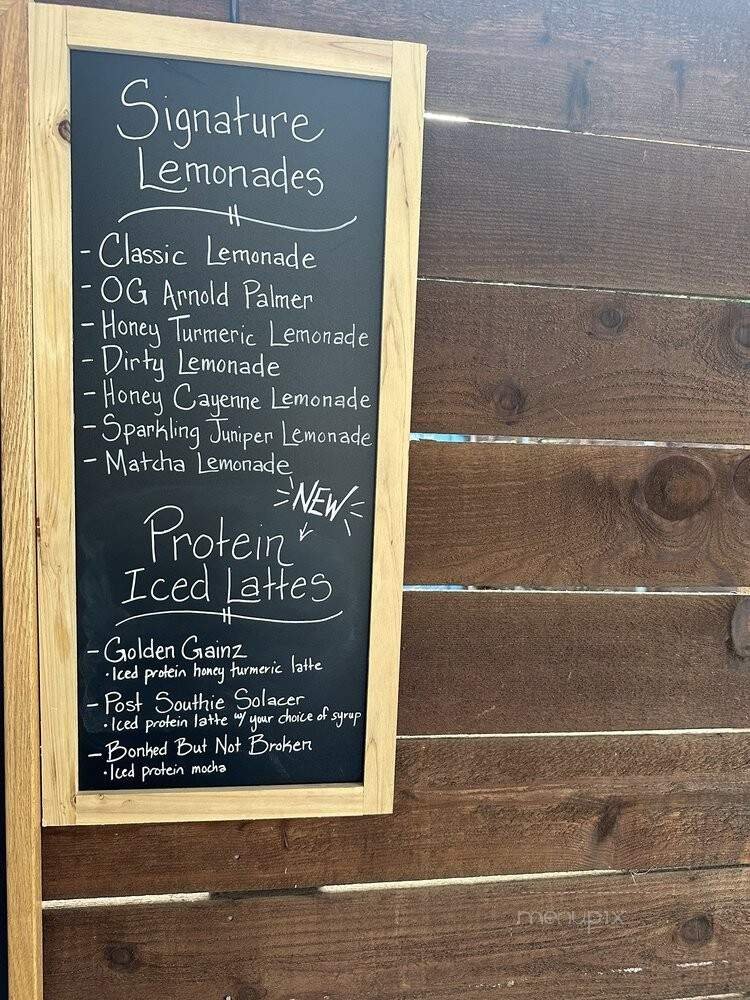 Signature
Lemonades
- Classic Lemonade
- OG Arnold Palmer
- Honey Turmeric Lemonade
- Dirty Lemonade
- Honey Cayenne Lemonade
- Sparkling Juniper Lemonade
- Matcha Lemonade
NEW
Protein
Iced Lattes
- Golden Gainz
• Iced protein honey turmeric latte
- Post Southie Solacer
• Iced protein latte w/ your choice of syrup
- Bonked But Not Broken
• Iced protein mocha
menupix